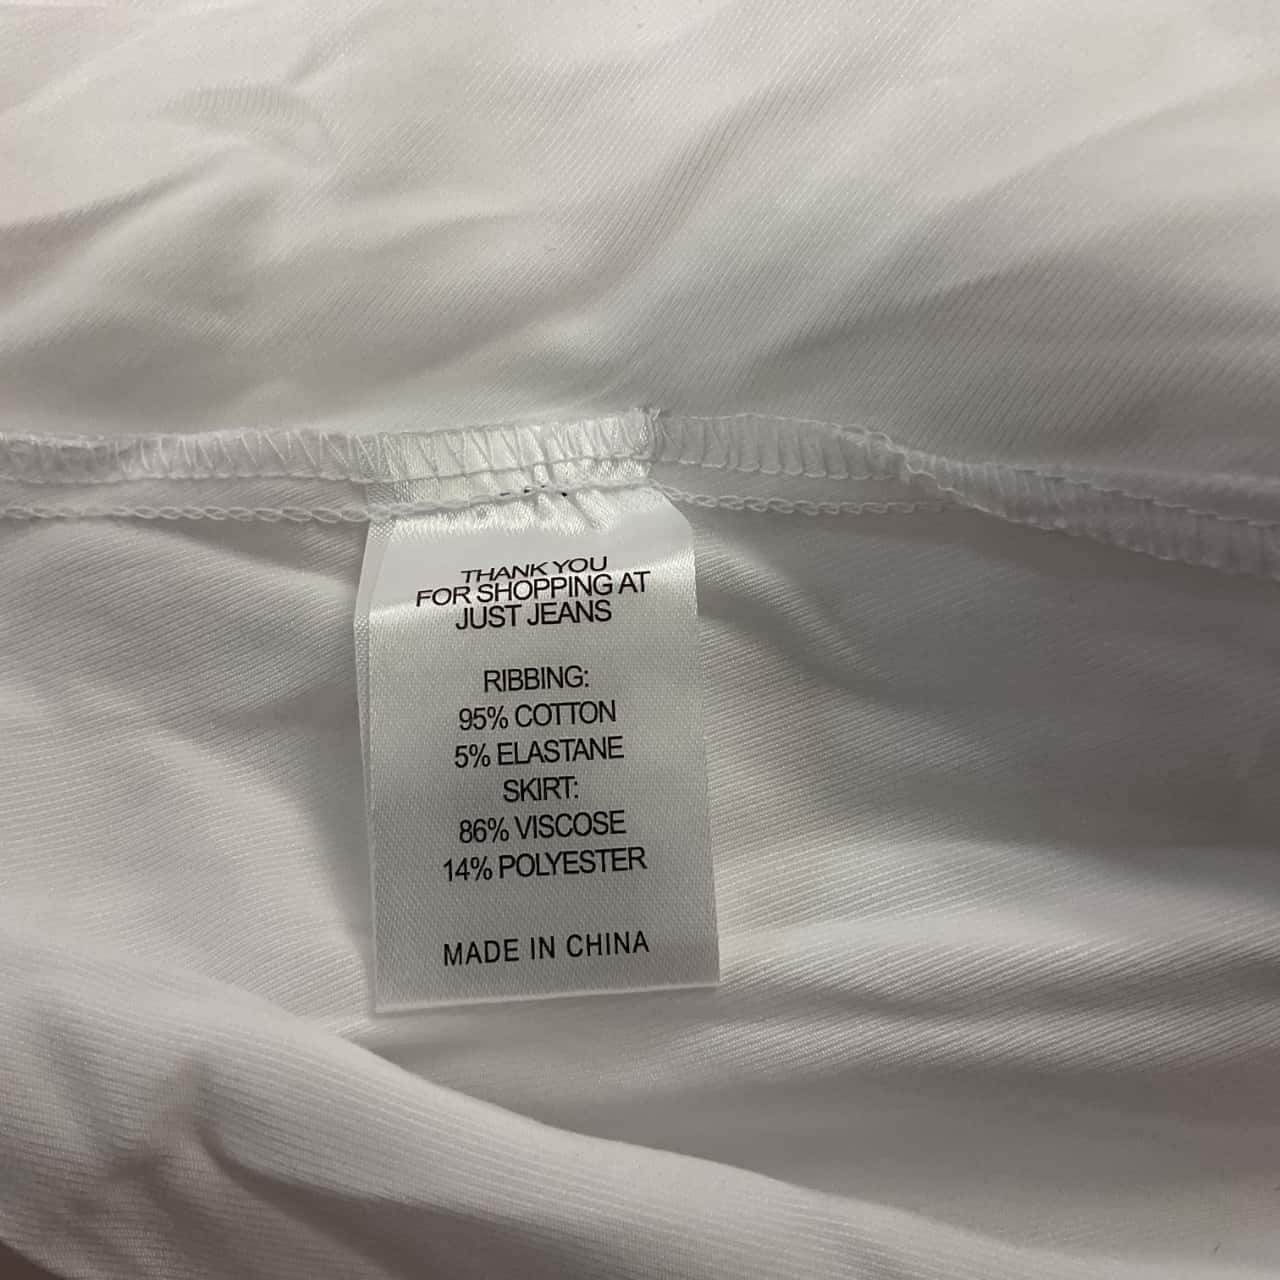 THANK YOU
FOR SHOPPING AT
JUST JEANS
RIBBING:
95% COTTON
5% ELASTANE
SKIRT:
86% VISCOSE
14% POLYESTER
MADE IN CHINA